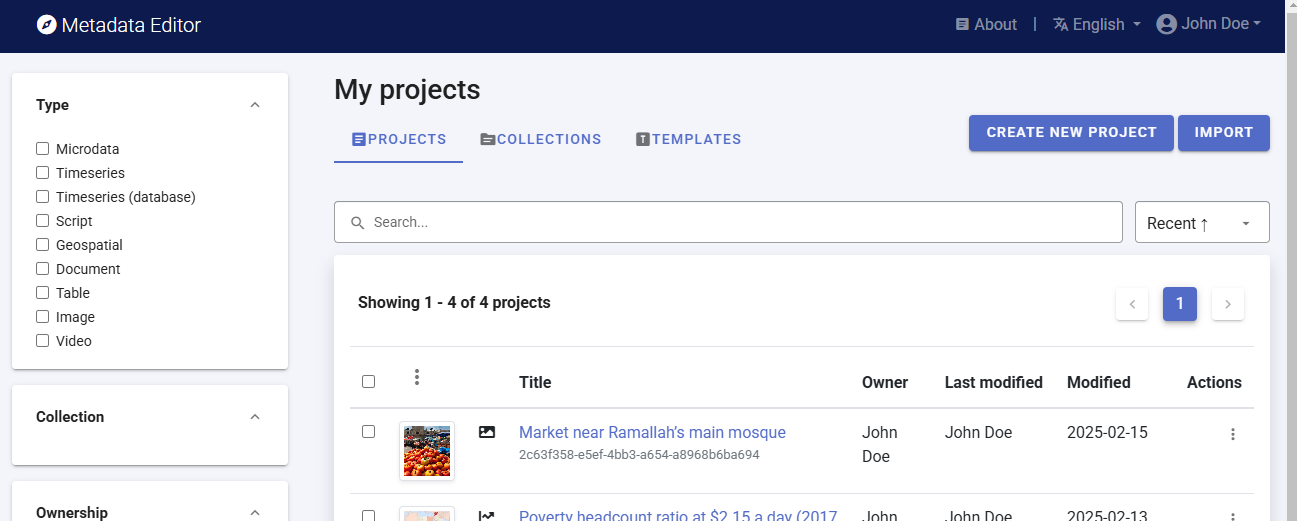 Metadata Editor
About | English John Doe
Type
Microdata
Timeseries
Timeseries (database)
Script
Geospatial
Document
Table
Image
Video
Collection
Ownership
My projects
PROJECTS COLLECTIONS TEMPLATES
CREATE NEW PROJECT IMPORT
Search... Recent ↑
Showing 1 - 4 of 4 projects
1
Title Owner Last modified Modified Actions
Market near Ramallah’s main mosque John Doe John Doe 2025-02-15
2c63f358-e5ef-4bb3-a654-a8968b6ba694
Poverty headcount ratio at $2.15 a day (2017 John John Doe 2025-02-13